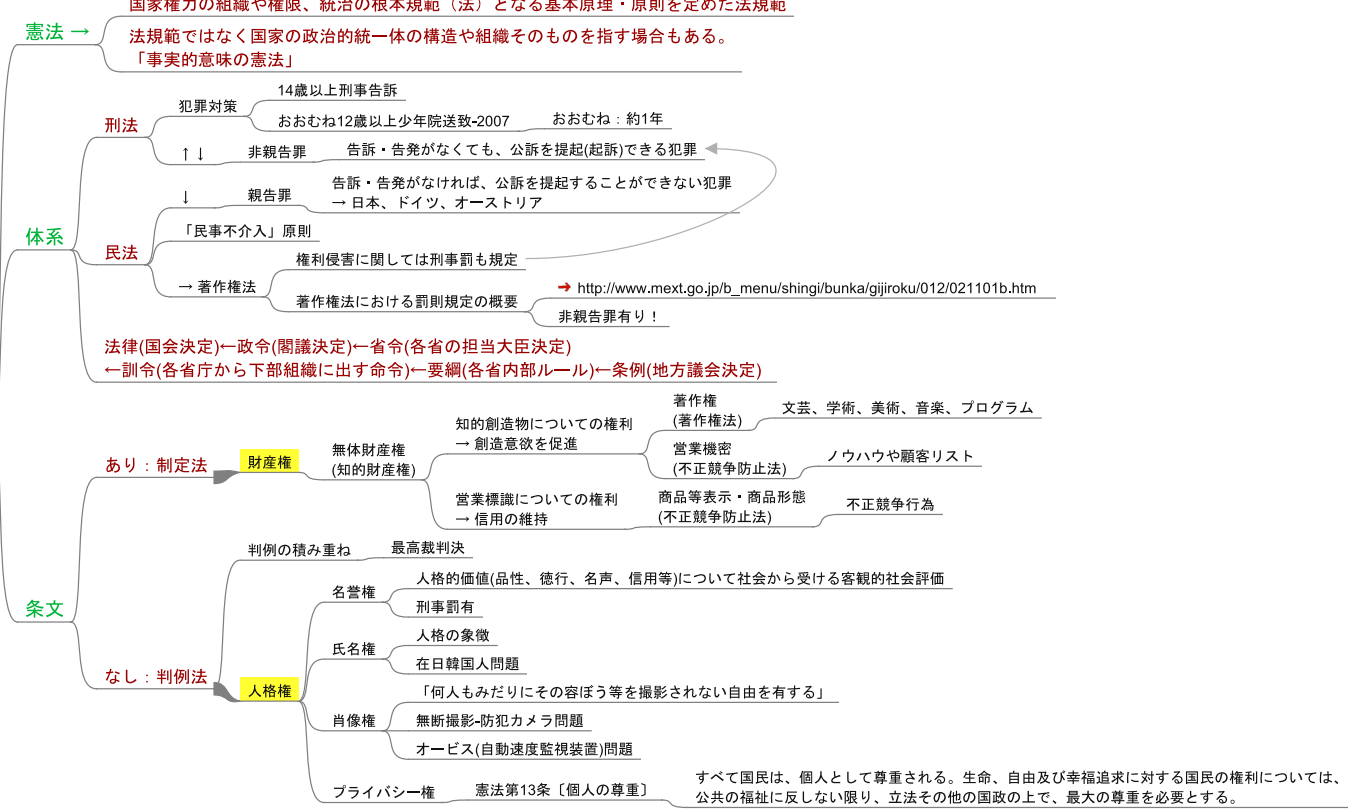 国家権力の組織や権限、統治の根本規範（法）となる基本原理・原則を定めた法規範
憲法 →
法規範ではなく国家の政治的統一体の構造や組織そのものを指す場合もある。
「事実的意味の憲法」
体系
刑法
犯罪対策
14歳以上刑事告訴
おおむね12歳以上少年院送致-2007
おおむね：約1年
↑ ↓
非親告罪
告訴・告発がなくても、公訴を提起(起訴)できる犯罪
民法
↓
親告罪
告訴・告発がなければ、公訴を提起することができない犯罪
→ 日本、ドイツ、オーストリア
「民事不介入」原則
→ 著作権法
権利侵害に関しては刑事罰も規定
著作権法における罰則規定の概要
http://www.mext.go.jp/b_menu/shingi/bunka/gijiroku/012/021101b.htm
非親告罪有り！
法律(国会決定)←政令(閣議決定)←省令(各省の担当大臣決定)
←訓令(各省庁から下部組織に出す命令)←要綱(各省内部ルール)←条例(地方議会決定)
条文
あり：制定法
財産権
無体財産権
(知的財産権)
知的創造物についての権利
→ 創造意欲を促進
著作権
(著作権法)
文芸、学術、美術、音楽、プログラム
営業機密
(不正競争防止法)
ノウハウや顧客リスト
営業標識についての権利
→ 信用の維持
商品等表示・商品形態
(不正競争防止法)
不正競争行為
なし：判例法
判例の積み重ね
最高裁判決
人格権
名誉権
人格的価値(品性、徳行、名声、信用等)について社会から受ける客観的社会評価
刑事罰有
氏名権
人格の象徴
在日韓国人問題
肖像権
「何人もみだりにその容ぼう等を撮影されない自由を有する」
無断撮影-防犯カメラ問題
オービス(自動速度監視装置)問題
プライバシー権
憲法第13条〔個人の尊重〕
すべて国民は、個人として尊重される。生命、自由及び幸福追求に対する国民の権利については、
公共の福祉に反しない限り、立法その他の国政の上で、最大の尊重を必要とする。